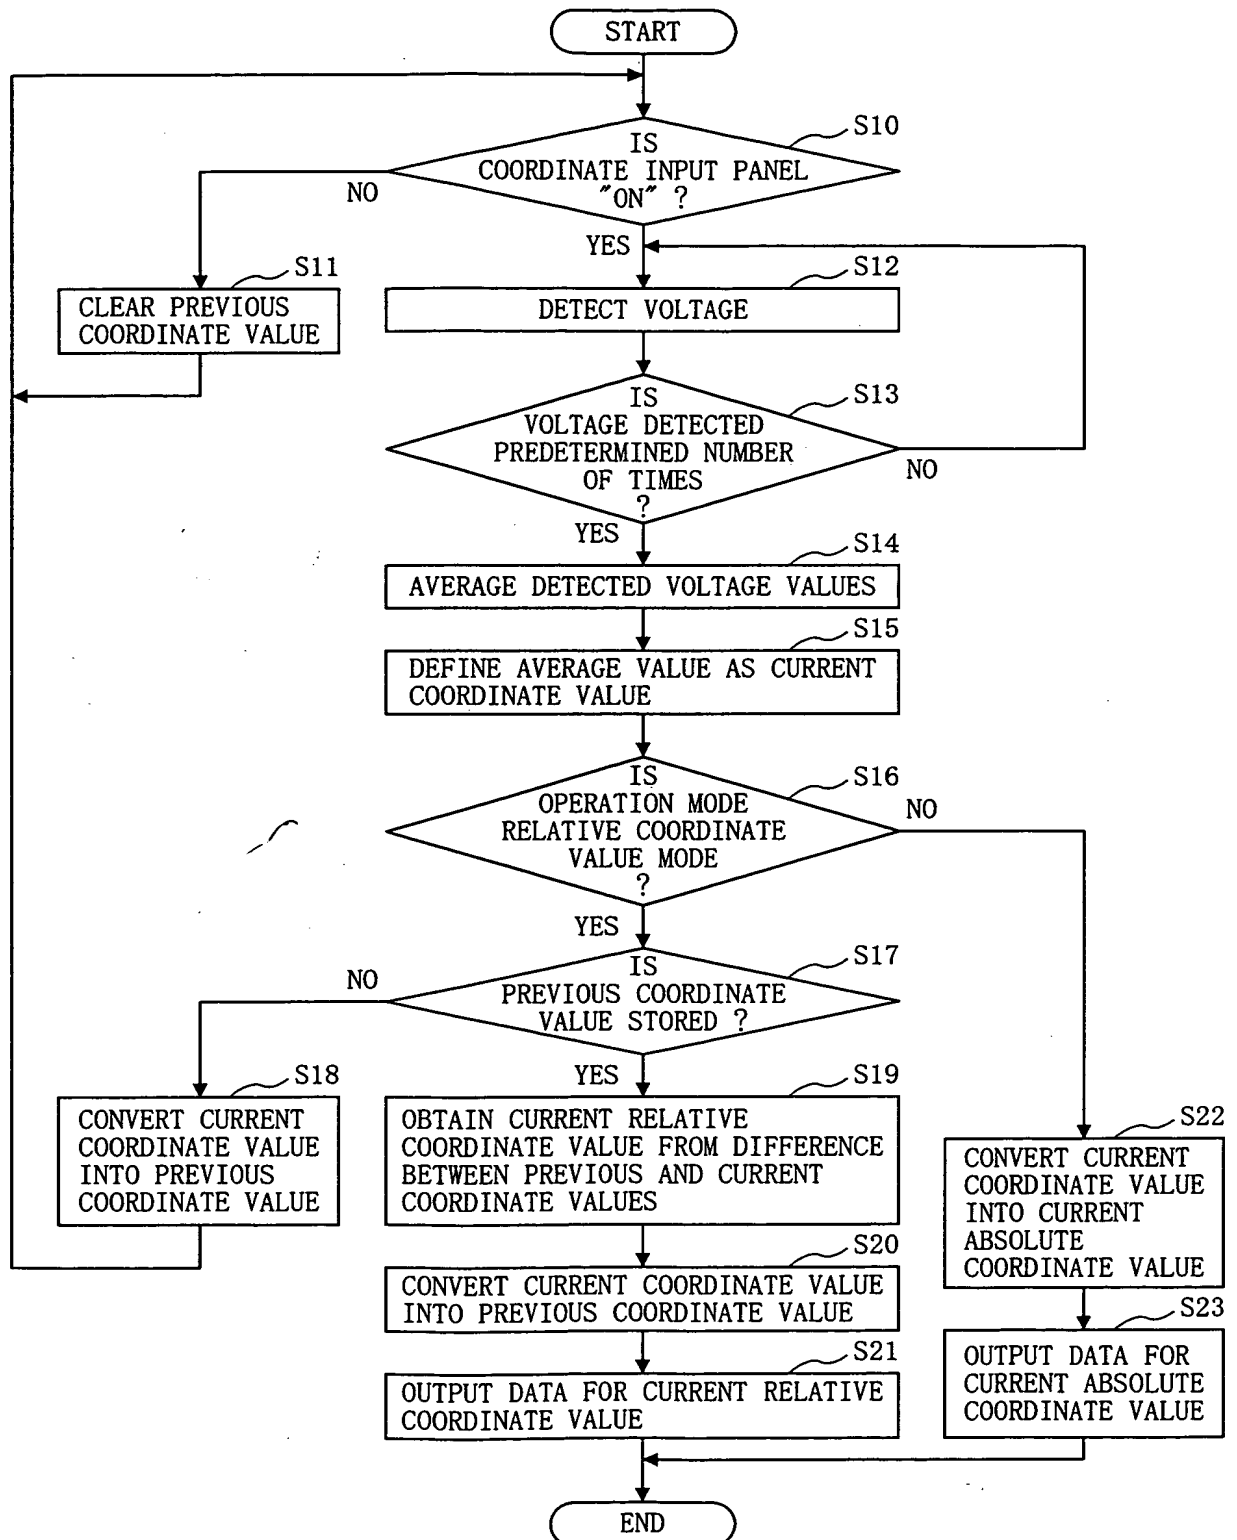 START
S10
IS
COORDINATE INPUT PANEL
"ON" ?
NO
YES
S11
CLEAR PREVIOUS
COORDINATE VALUE
S12
DETECT VOLTAGE
S13
IS
VOLTAGE DETECTED
PREDETERMINED NUMBER
OF TIMES
?
NO
YES
S14
AVERAGE DETECTED VOLTAGE VALUES
S15
DEFINE AVERAGE VALUE AS CURRENT
COORDINATE VALUE
S16
IS
OPERATION MODE
RELATIVE COORDINATE
VALUE MODE
?
NO
YES
S17
IS
PREVIOUS COORDINATE
VALUE STORED ?
NO
YES
S18
CONVERT CURRENT
COORDINATE VALUE
INTO PREVIOUS
COORDINATE VALUE
S19
OBTAIN CURRENT RELATIVE
COORDINATE VALUE FROM DIFFERENCE
BETWEEN PREVIOUS AND CURRENT
COORDINATE VALUES
S20
CONVERT CURRENT COORDINATE VALUE
INTO PREVIOUS COORDINATE VALUE
S21
OUTPUT DATA FOR CURRENT RELATIVE
COORDINATE VALUE
S22
CONVERT CURRENT
COORDINATE VALUE
INTO CURRENT
ABSOLUTE
COORDINATE VALUE
S23
OUTPUT DATA FOR
CURRENT ABSOLUTE
COORDINATE VALUE
END